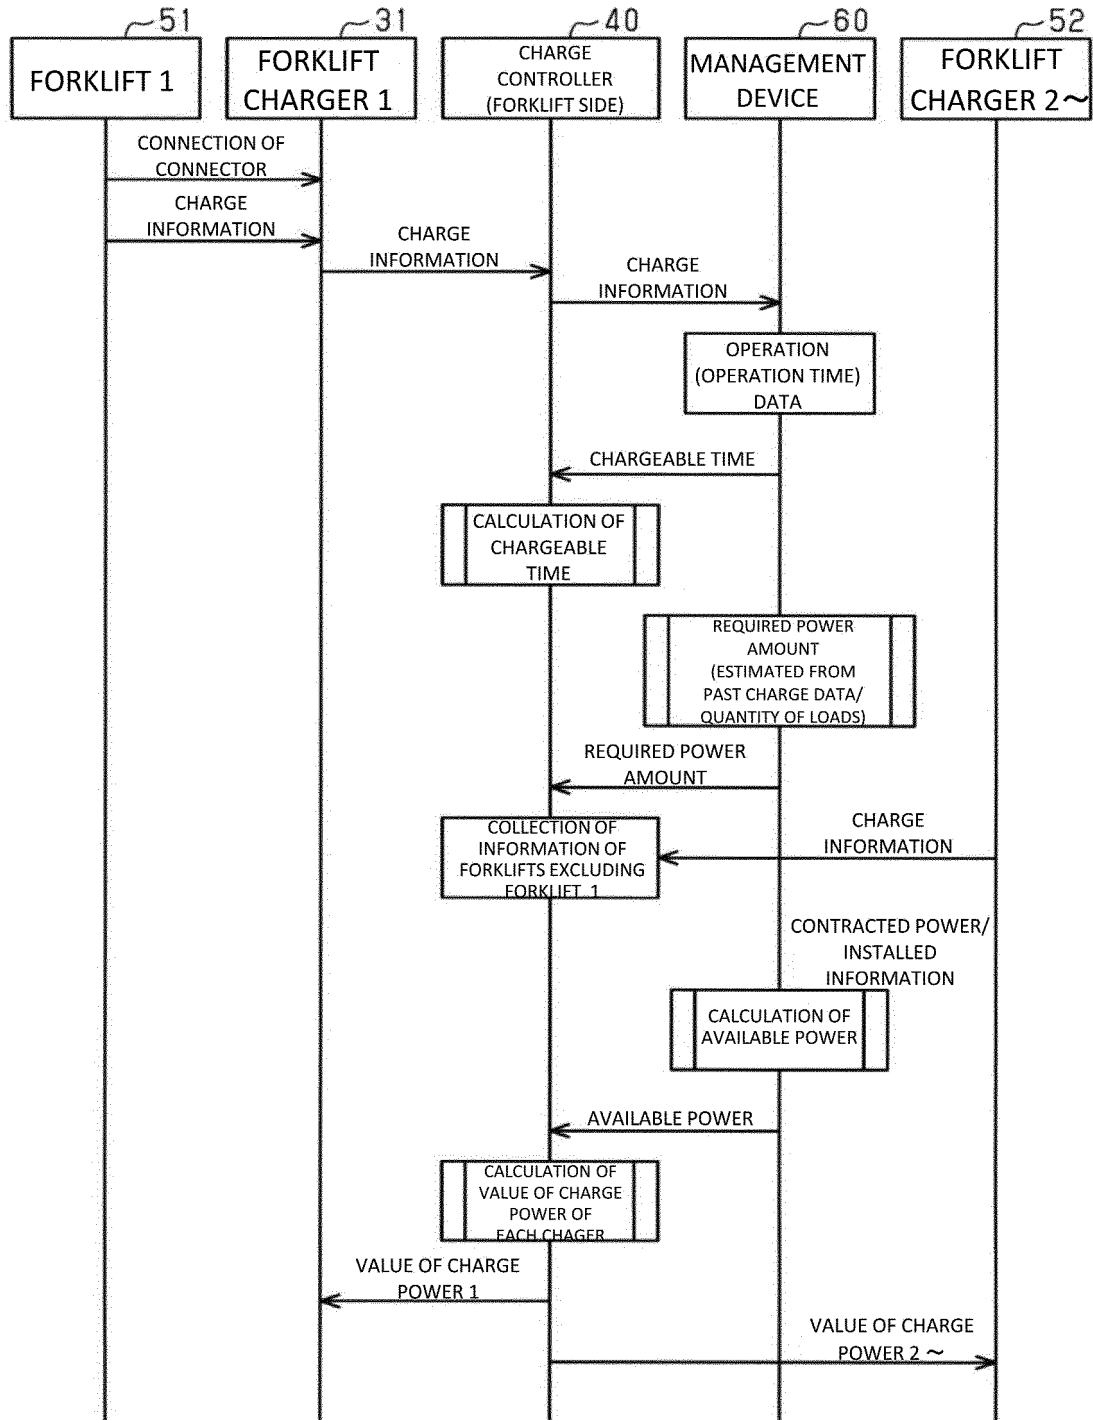 51
31
40
60
52
FORKLIFT 1
FORKLIFT
CHARGER 1
CHARGE
CONTROLLER
(FORKLIFT SIDE)
MANAGEMENT
DEVICE
FORKLIFT
CHARGER 2~
CONNECTION OF
CONNECTOR
CHARGE
INFORMATION
CHARGE
INFORMATION
CHARGE
INFORMATION
OPERATION
(OPERATION TIME)
DATA
CHARGEABLE TIME
CALCULATION OF
CHARGEABLE
TIME
REQUIRED POWER
AMOUNT
(ESTIMATED FROM
PAST CHARGE DATA/
QUANTITY OF LOADS)
REQUIRED POWER
AMOUNT
COLLECTION OF
INFORMATION OF
FORKLIFTS EXCLUDING
FORKLIFT 1
CHARGE
INFORMATION
CONTRACTED POWER/
INSTALLED
INFORMATION
CALCULATION OF
AVAILABLE POWER
AVAILABLE POWER
CALCULATION OF
VALUE OF CHARGE
POWER OF
EACH CHAGER
VALUE OF CHARGE
POWER 1
VALUE OF CHARGE
POWER 2 ~